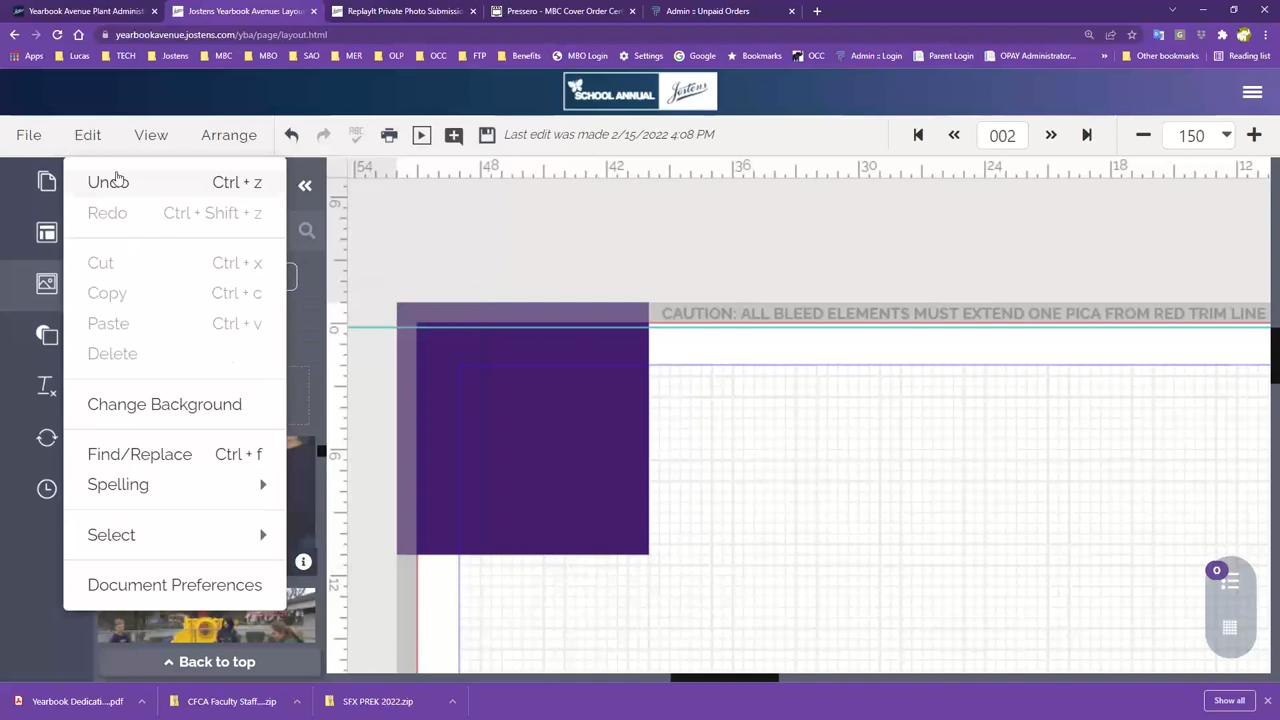 Yearbook Avenue Plant Administ
Jostens Yearbook Avenue: Layou
ReplayIt Private Photo Submissio
Pressero - MBC Cover Order Cer
Admin :: Unpaid Orders
yearbookavenue.jostens.com/yba/page/layout.html
Apps Lucas TECH Jostens MBC MBO OLP OCC FTP Benefits MBO Login Settings Google Bookmarks OCC Admin :: Login OPAY Administrator... Parent Login Other bookmarks Reading list
SCHOOL ANNUAL Jostens
File Edit View Arrange Last edit was made 2/15/2022 4:08 PM 002 150
54 48 42 36 30 24 18 12
6
0
6
12
Undo Ctrl + z
Redo Ctrl + Shift + z
Cut Ctrl + x
Copy Ctrl + c
Paste Ctrl + v
Delete
Change Background
Find/Replace Ctrl + f
Spelling
Select
Document Preferences
CAUTION: ALL BLEED ELEMENTS MUST EXTEND ONE PICA FROM RED TRIM LINE
0
Back to top
Yearbook Dedicati....pdf
CFCA Faculty Staff....zip
SFX PREK 2022.zip
Show all